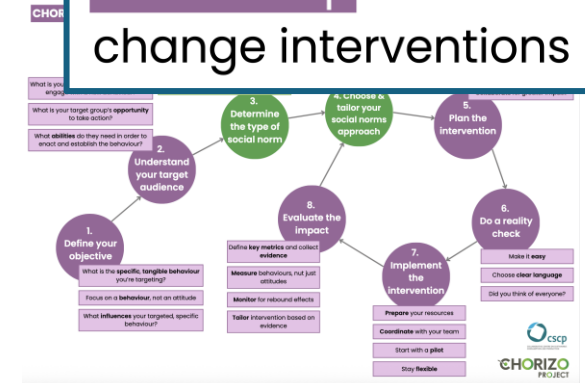 CHOR
change interventions
What is you
engag
What is your target group's opportunity
to take action?
What abilities do they need in order to
enact and establish the behaviour?
1.
Define your
objective
What is the specific, tangible behaviour
you're targeting?
Focus on a behaviour, not an attitude
What influences your targeted, specific
behaviour?
2.
Understand
your target
audience
3.
Determine
the type of
social norm
4. Choose &
tailor your
social norms
approach
5.
Plan the
intervention
6.
Do a reality
check
Make it easy
Choose clear language
Did you think of everyone?
7.
Implement
the
intervention
Prepare your resources
Coordinate with your team
Start with a pilot
Stay flexible
8.
Evaluate the
impact
Define key metrics and collect
evidence
Measure behaviours, not just
attitudes
Monitor for rebound effects
Tailor intervention based on
evidence
cscp
CHORIZO
PROJECT